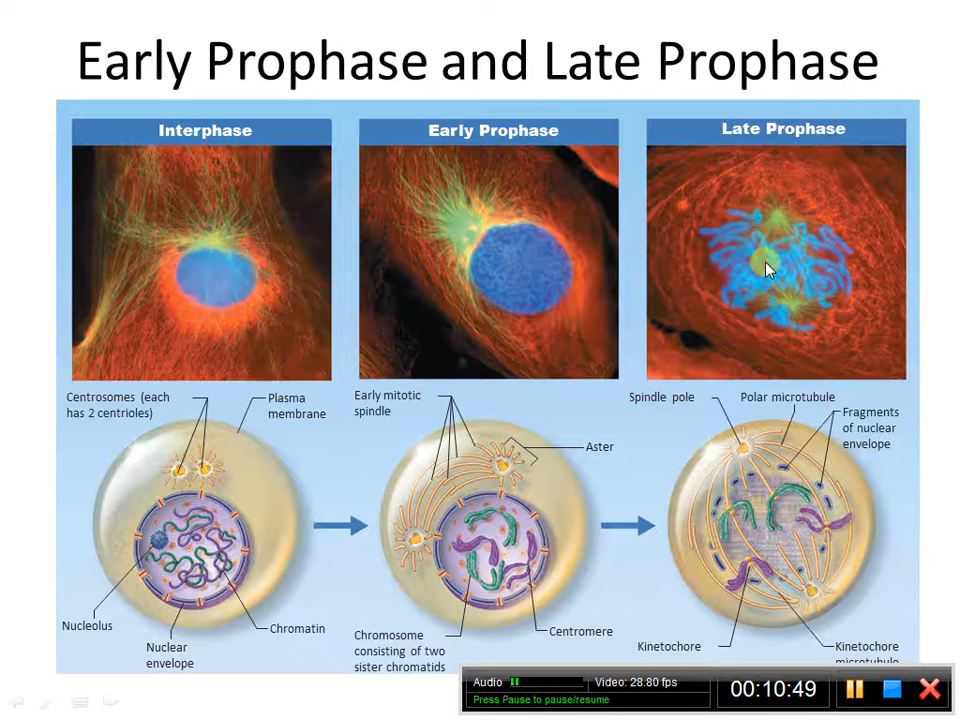 Early Prophase and Late Prophase
Interphase
Early Prophase
Late Prophase
Centrosomes (each
has 2 centrioles)
Plasma
membrane
Early mitotic
spindle
Aster
Spindle pole
Polar microtubule
Fragments
of nuclear
envelope
Nucleolus
Nuclear
envelope
Chromatin
Chromosome
consisting of two
sister chromatids
Centromere
Kinetochore
Kinetochore
microtubule
Audio
Video: 28.80 fps
Press Pause to pause/resume
00:10:49